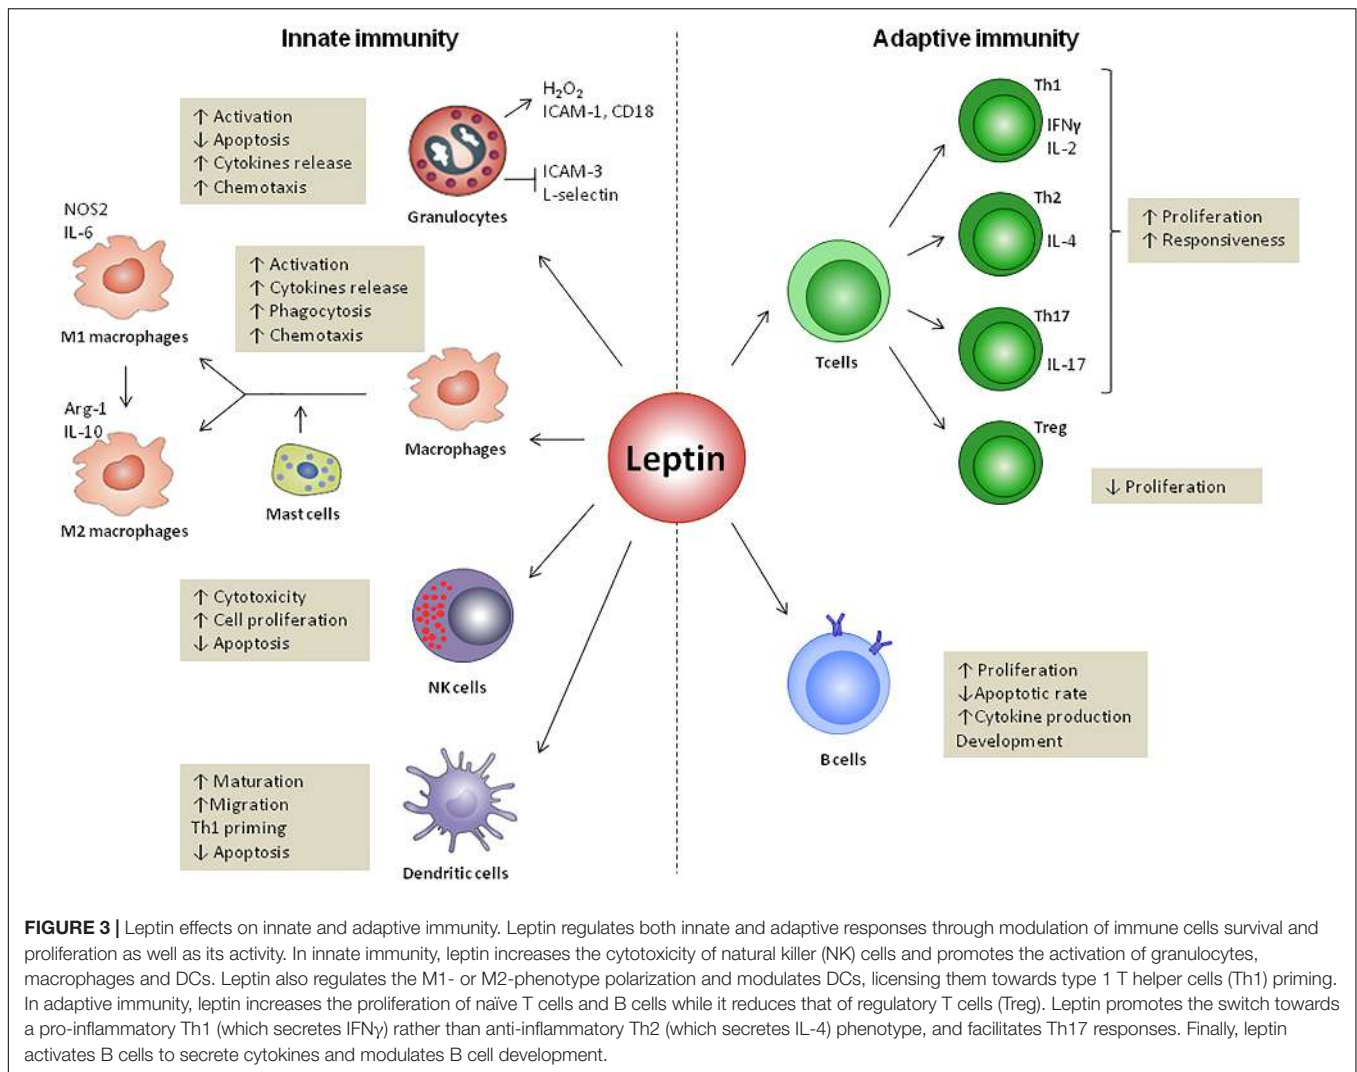 Innate immunity
Adaptive immunity
↑ Activation
↓ Apoptosis
↑ Cytokines release
↑ Chemotaxis
H₂O₂
ICAM-1, CD18
ICAM-3
L-selectin
Granulocytes
NOS2
IL-6
M1 macrophages
↑ Activation
↑ Cytokines release
↑ Phagocytosis
↑ Chemotaxis
Arg-1
IL-10
M2 macrophages
Mast cells
Macrophages
Leptin
↑ Cytotoxicity
↑ Cell proliferation
↓ Apoptosis
NK cells
↑ Maturation
↑Migration
Th1 priming
↓ Apoptosis
Dendritic cells
Th1
IFNγ
IL-2
Th2
IL-4
Th17
IL-17
Treg
T cells
↑ Proliferation
↑ Responsiveness
↓ Proliferation
B cells
↑ Proliferation
↓Apoptotic rate
↑Cytokine production
Development
FIGURE 3 | Leptin effects on innate and adaptive immunity. Leptin regulates both innate and adaptive responses through modulation of immune cells survival and
proliferation as well as its activity. In innate immunity, leptin increases the cytotoxicity of natural killer (NK) cells and promotes the activation of granulocytes,
macrophages and DCs. Leptin also regulates the M1- or M2-phenotype polarization and modulates DCs, licensing them towards type 1 T helper cells (Th1) priming.
In adaptive immunity, leptin increases the proliferation of naïve T cells and B cells while it reduces that of regulatory T cells (Treg). Leptin promotes the switch towards
a pro-inflammatory Th1 (which secretes IFNγ) rather than anti-inflammatory Th2 (which secretes IL-4) phenotype, and facilitates Th17 responses. Finally, leptin
activates B cells to secrete cytokines and modulates B cell development.